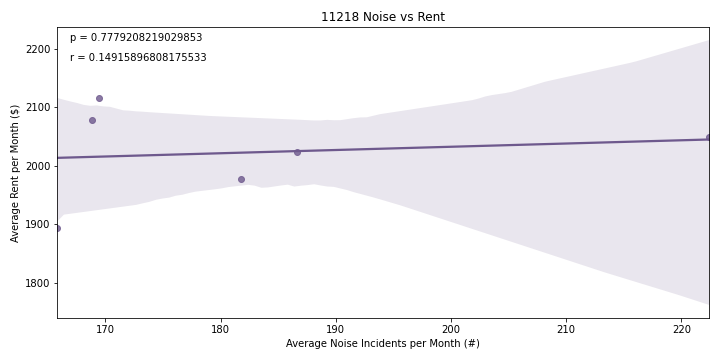 11218 Noise vs Rent
p = 0.7779208219029853
r = 0.14915896808175533
2200
2100
2000
1900
1800
Average Rent per Month ($)
170
180
190
200
210
220
Average Noise Incidents per Month (#)